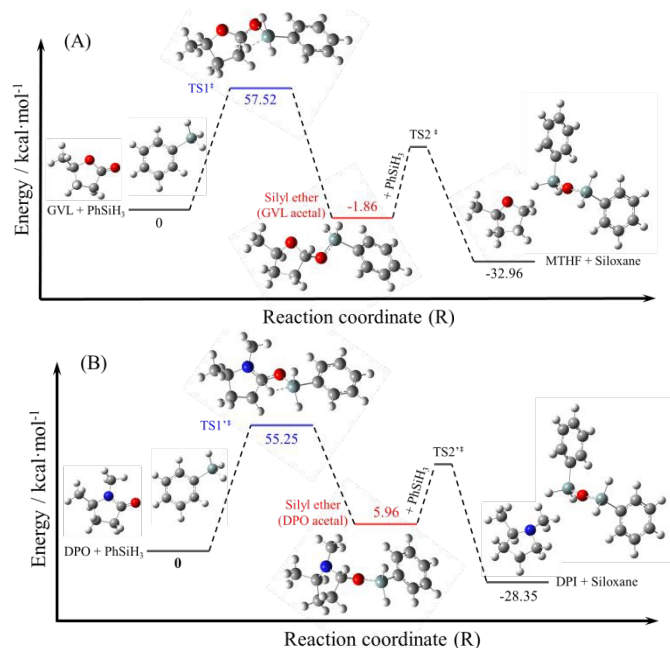 (A)
Energy / kcal·mol⁻¹
TS1‡
57.52
TS2 ‡
+ PhSiH₃
GVL + PhSiH₃
0
Silyl ether
(GVL acetal)
-1.86
-32.96
MTHF + Siloxane
Reaction coordinate (R)
(B)
Energy / kcal·mol⁻¹
TS1’‡
55.25
TS2’‡
+ PhSiH₃
DPO + PhSiH₃
0
Silyl ether
(DPO acetal)
5.96
-28.35
DPI + Siloxane
Reaction coordinate (R)